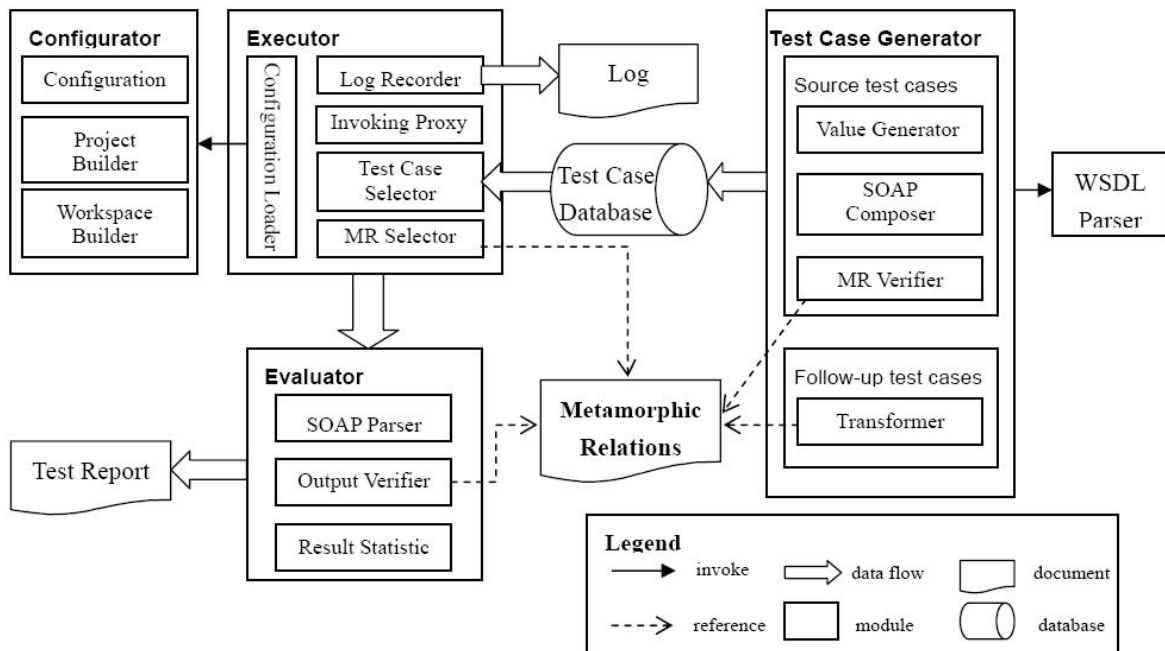 Configurator
Configuration
Project
Builder
Workspace
Builder
Executor
Configuration Loader
Log Recorder
Invoking Proxy
Test Case
Selector
MR Selector
Log
Test Case
Database
Test Case Generator
Source test cases
Value Generator
SOAP
Composer
MR Verifier
Follow-up test cases
Transformer
WSDL
Parser
Evaluator
SOAP Parser
Output Verifier
Result Statistic
Test Report
Metamorphic
Relations
Legend
invoke
data flow
document
reference
module
database